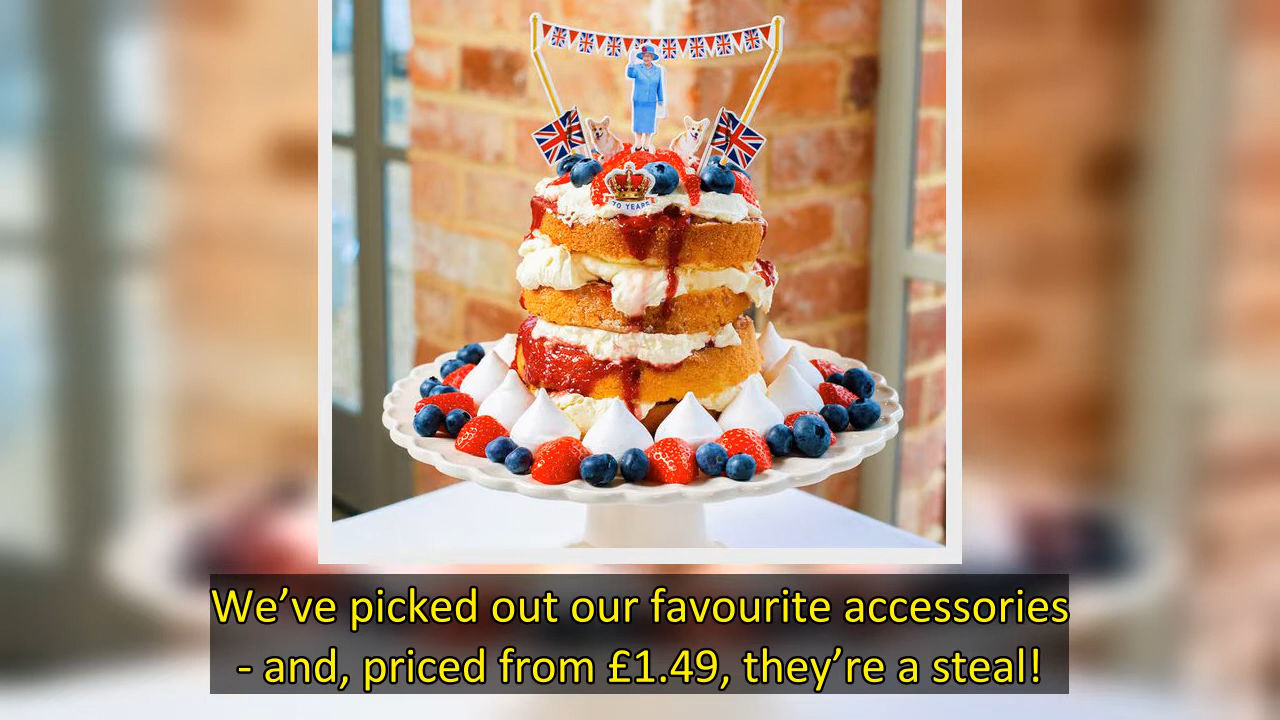 70 YEARS
We’ve picked out our favourite accessories
- and, priced from £1.49, they’re a steal!